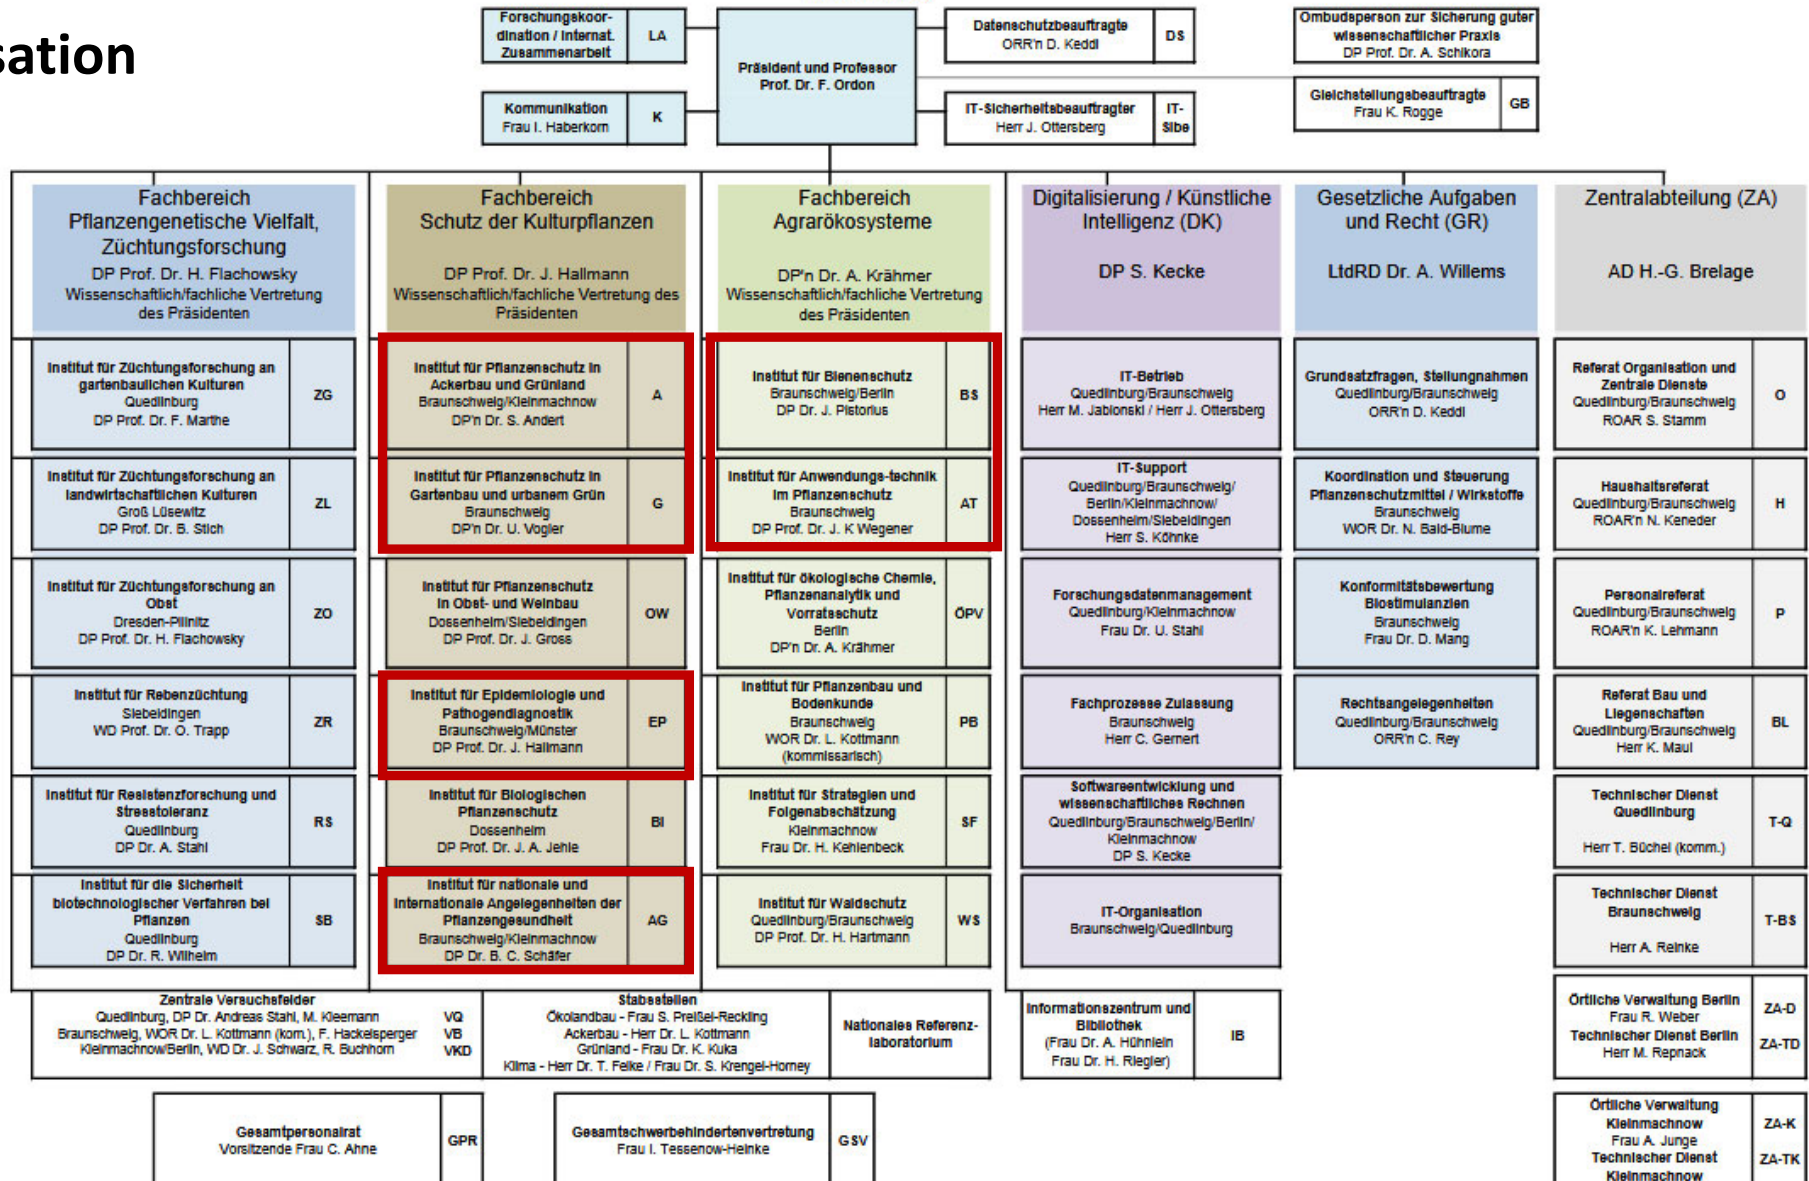 sation
Forschungskoor-
dination / Internat.
Zusammenarbeit
LA
Kommunikation
Frau I. Haberkorn
K
Präsident und Professor
Prof. Dr. F. Ordon
Datenschutzbeauftragte
ORR'n D. Keddi
DS
IT-Sicherheitsbeauftragter
Herr J. Ottersberg
IT-
Sibe
Ombudsperson zur Sicherung guter
wissenschaftlicher Praxis
DP Prof. Dr. A. Schikora
Gleichstellungsbeauftragte
Frau K. Rogge
GB
Fachbereich
Pflanzengenetische Vielfalt,
Züchtungsforschung
DP Prof. Dr. H. Flachowsky
Wissenschaftlich/fachliche Vertretung
des Präsidenten
Institut für Züchtungsforschung an
gartenbaulichen Kulturen
Quedlinburg
DP Prof. Dr. F. Marthe
ZG
Institut für Züchtungsforschung an
landwirtschaftlichen Kulturen
Groß Lüsewitz
DP Prof. Dr. B. Stich
ZL
Institut für Züchtungsforschung an
Obst
Dresden-Pillnitz
DP Prof. Dr. H. Flachowsky
ZO
Institut für Rebenzüchtung
Siebeldingen
WD Prof. Dr. O. Trapp
ZR
Institut für Resistenzforschung und
Stresstoleranz
Quedlinburg
DP Dr. A. Stahl
RS
Institut für die Sicherheit
biotechnologischer Verfahren bei
Pflanzen
Quedlinburg
DP Dr. R. Wilhelm
SB
Fachbereich
Schutz der Kulturpflanzen
DP Prof. Dr. J. Hallmann
Wissenschaftlich/fachliche Vertretung des
Präsidenten
Institut für Pflanzenschutz in
Ackerbau und Grünland
Braunschweig/Kleinmachnow
DP'n Dr. S. Andert
A
Institut für Pflanzenschutz in
Gartenbau und urbanem Grün
Braunschweig
DP'n Dr. U. Vogler
G
Institut für Pflanzenschutz
in Obst- und Weinbau
Dossenheim/Siebeldingen
DP Prof. Dr. J. Gross
OW
Institut für Epidemiologie und
Pathogendiagnostik
Braunschweig/Münster
DP Prof. Dr. J. Hallmann
EP
Institut für Biologischen
Pflanzenschutz
Dossenheim
DP Prof. Dr. J. A. Jehle
BI
Institut für nationale und
internationale Angelegenheiten der
Pflanzengesundheit
Braunschweig/Kleinmachnow
DP Dr. B. C. Schäfer
AG
Fachbereich
Agrarökosysteme
DP'n Dr. A. Krähmer
Wissenschaftlich/fachliche Vertretung
des Präsidenten
Institut für Bienenschutz
Braunschweig/Berlin
DP Dr. J. Pistorius
BS
Institut für Anwendungs-technik
im Pflanzenschutz
Braunschweig
DP Prof. Dr. J. K Wegener
AT
Institut für ökologische Chemie,
Pflanzenanalytik und
Vorratsschutz
Berlin
DP'n Dr. A. Krähmer
ÖPV
Institut für Pflanzenbau und
Bodenkunde
Braunschweig
WOR Dr. L. Kottmann
(kommissarisch)
PB
Institut für Strategien und
Folgenabschätzung
Kleinmachnow
Frau Dr. H. Kehlenbeck
SF
Institut für Waldschutz
Quedlinburg/Braunschweig
DP Prof. Dr. H. Hartmann
WS
Digitalisierung / Künstliche
Intelligenz (DK)
DP S. Kecke
IT-Betrieb
Quedlinburg/Braunschweig
Herr M. Jablonski / Herr J. Ottersberg
IT-Support
Quedlinburg/Braunschweig/
Berlin/Kleinmachnow/
Dossenheim/Siebeldingen
Herr S. Köhnke
Forschungsdatenmanagement
Quedlinburg/Kleinmachnow
Frau Dr. U. Stahl
Fachprozesse Zulassung
Braunschweig
Herr C. Gernert
Softwareentwicklung und
wissenschaftliches Rechnen
Quedlinburg/Braunschweig/Berlin/
Kleinmachnow
DP S. Kecke
IT-Organisation
Braunschweig/Quedlinburg
Gesetzliche Aufgaben
und Recht (GR)
LtdRD Dr. A. Willems
Grundsatzfragen, Stellungnahmen
Quedlinburg/Braunschweig
ORR'n D. Keddi
Koordination und Steuerung
Pflanzenschutzmittel / Wirkstoffe
Braunschweig
WOR Dr. N. Bald-Blume
Konformitätsbewertung
Biostimulanzien
Braunschweig
Frau Dr. D. Mang
Rechtsangelegenheiten
Quedlinburg/Braunschweig
ORR'n C. Rey
Zentralabteilung (ZA)
AD H.-G. Brelage
Referat Organisation und
Zentrale Dienste
Quedlinburg/Braunschweig
ROAR S. Stamm
O
Haushaltsreferat
Quedlinburg/Braunschweig
ROAR'n N. Keneder
H
Personalreferat
Quedlinburg/Braunschweig
ROAR'n K. Lehmann
P
Referat Bau und
Liegenschaften
Quedlinburg/Braunschweig
Herr K. Maul
BL
Technischer Dienst
Quedlinburg
Herr T. Büchel (komm.)
T-Q
Technischer Dienst
Braunschweig
Herr A. Reinke
T-BS
Zentrale Versuchsfelder
Quedlinburg, DP Dr. Andreas Stahl, M. Kleemann
VQ
Braunschweig, WOR Dr. L. Kottmann (kom.), F. Hackelsperger
VB
Kleinmachnow/Berlin, WD Dr. J. Schwarz, R. Buchhorn
VKD
Stabsstellen
Ökolandbau - Frau S. Preißel-Reckling
Ackerbau - Herr Dr. L. Kottmann
Grünland - Frau Dr. K. Kuka
Klima - Herr Dr. T. Feike / Frau Dr. S. Krengel-Horney
Nationales Referenz-
laboratorium
Informationszentrum und
Bibliothek
(Frau Dr. A. Hühnlein
Frau Dr. H. Riegler)
IB
Örtliche Verwaltung Berlin
Frau R. Weber
ZA-D
Technischer Dienst Berlin
Herr M. Repnack
ZA-TD
Gesamtpersonalrat
Vorsitzende Frau C. Ahne
GPR
Gesamtschwerbehindertenvertretung
Frau I. Tessenow-Heinke
GSV
Örtliche Verwaltung
Kleinmachnow
Frau A. Junge
ZA-K
Technischer Dienst
Kleinmachnow
ZA-TK